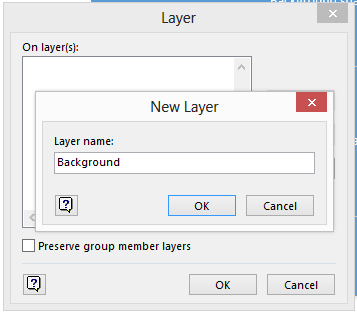 Layer
On layer(s):
New Layer
Layer name:
Background
OK
Cancel
Preserve group member layers
OK
Cancel